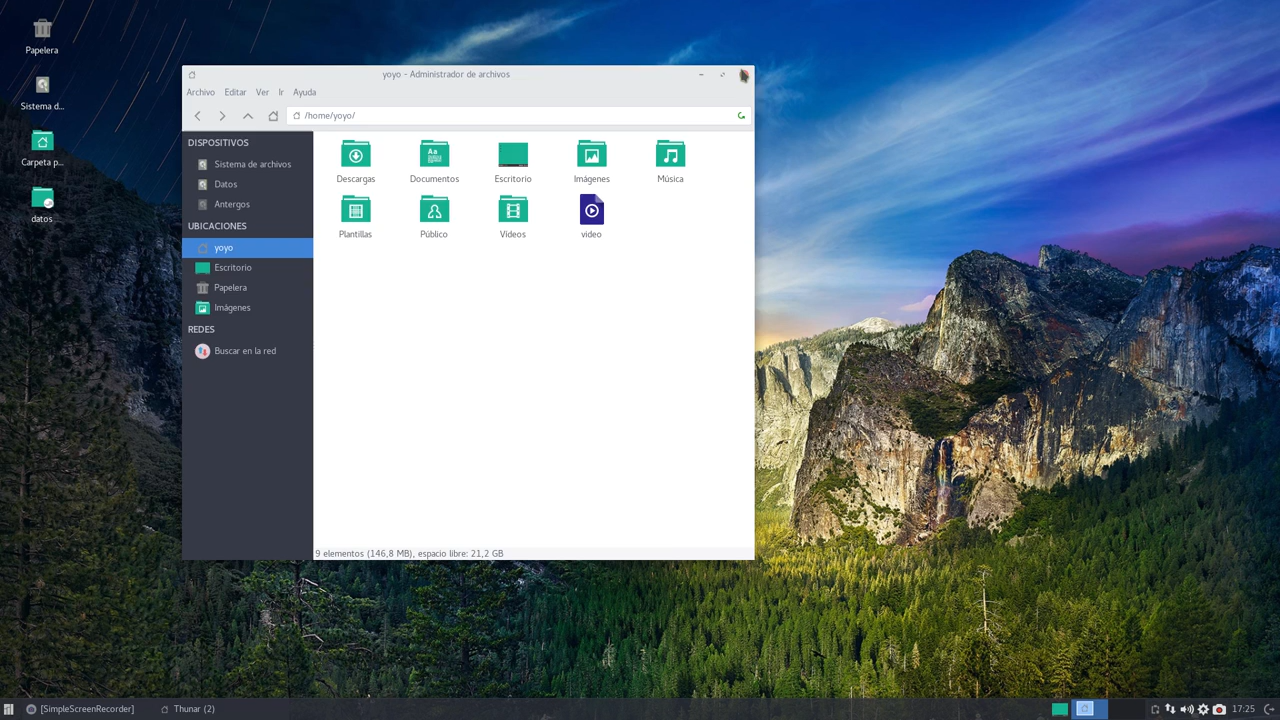 Papelera
Sistema d...
Carpeta p...
datos
yoyo - Administrador de archivos
Archivo Editar Ver Ir Ayuda
/home/yoyo/
DISPOSITIVOS
Sistema de archivos
Datos
Antergos
UBICACIONES
yoyo
Escritorio
Papelera
Imágenes
REDES
Buscar en la red
Descargas Documentos Escritorio Imágenes Música
Plantillas Público Vídeos video
9 elementos (146,8 MB), espacio libre: 21,2 GB
[SimpleScreenRecorder] Thunar (2) 17:25